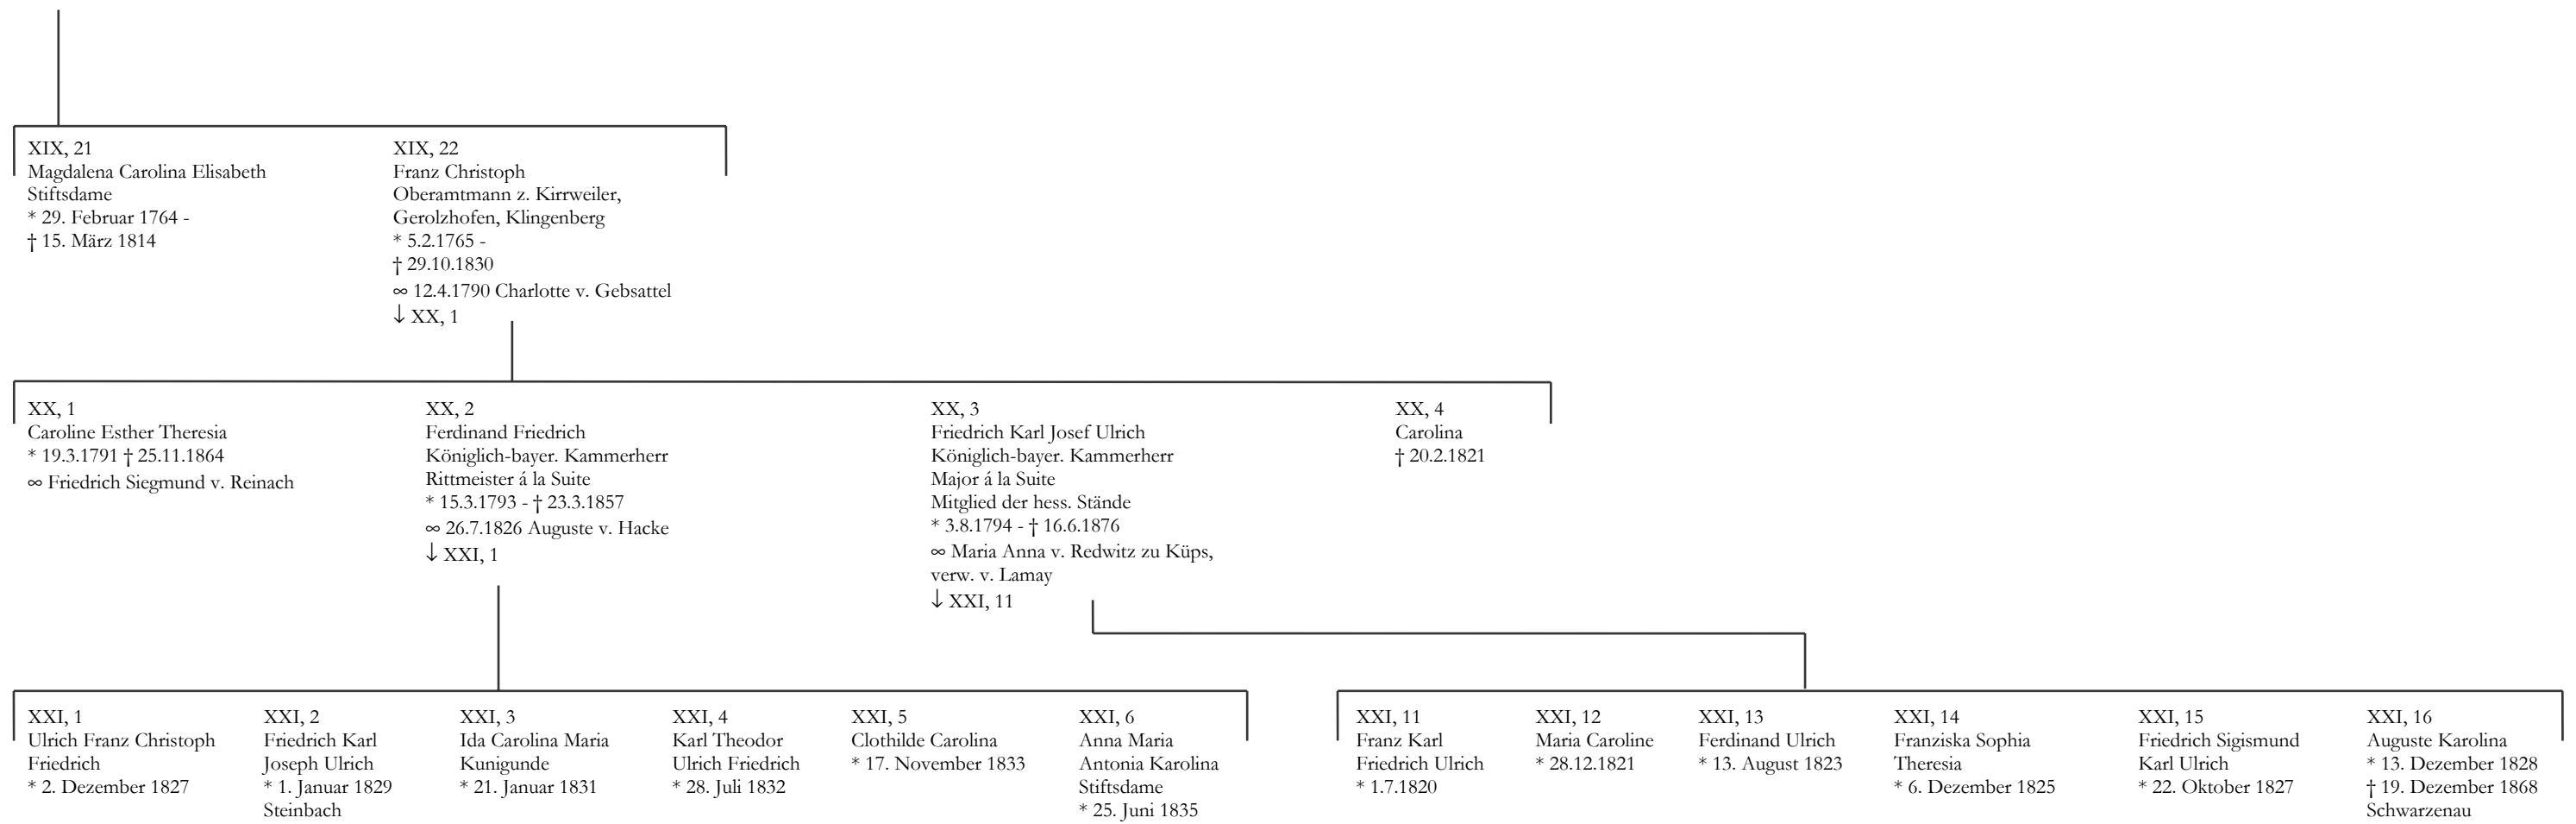 XIX, 21
Magdalena Carolina Elisabeth
Stiftsdame
* 29. Februar 1764 -
† 15. März 1814
XIX, 22
Franz Christoph
Oberamtmann z. Kirrweiler,
Gerolzhofen, Klingenberg
* 5.2.1765 -
† 29.10.1830
∞ 12.4.1790 Charlotte v. Gebsattel
↓ XX, 1
XX, 1
Caroline Esther Theresia
* 19.3.1791 † 25.11.1864
∞ Friedrich Siegmund v. Reinach
XX, 2
Ferdinand Friedrich
Königlich-bayer. Kammerherr
Rittmeister á la Suite
* 15.3.1793 - † 23.3.1857
∞ 26.7.1826 Auguste v. Hacke
↓ XXI, 1
XX, 3
Friedrich Karl Josef Ulrich
Königlich-bayer. Kammerherr
Major á la Suite
Mitglied der hess. Stände
* 3.8.1794 - † 16.6.1876
∞ Maria Anna v. Redwitz zu Küps,
verw. v. Lamay
↓ XXI, 11
XX, 4
Carolina
† 20.2.1821
XXI, 1
Ulrich Franz Christoph
Friedrich
* 2. Dezember 1827
XXI, 2
Friedrich Karl
Joseph Ulrich
* 1. Januar 1829
Steinbach
XXI, 3
Ida Carolina Maria
Kunigunde
* 21. Januar 1831
XXI, 4
Karl Theodor
Ulrich Friedrich
* 28. Juli 1832
XXI, 5
Clothilde Carolina
* 17. November 1833
XXI, 6
Anna Maria
Antonia Karolina
Stiftsdame
* 25. Juni 1835
XXI, 11
Franz Karl
Friedrich Ulrich
* 1.7.1820
XXI, 12
Maria Caroline
* 28.12.1821
XXI, 13
Ferdinand Ulrich
* 13. August 1823
XXI, 14
Franziska Sophia
Theresia
* 6. Dezember 1825
XXI, 15
Friedrich Sigismund
Karl Ulrich
* 22. Oktober 1827
XXI, 16
Auguste Karolina
* 13. Dezember 1828
† 19. Dezember 1868
Schwarzenau